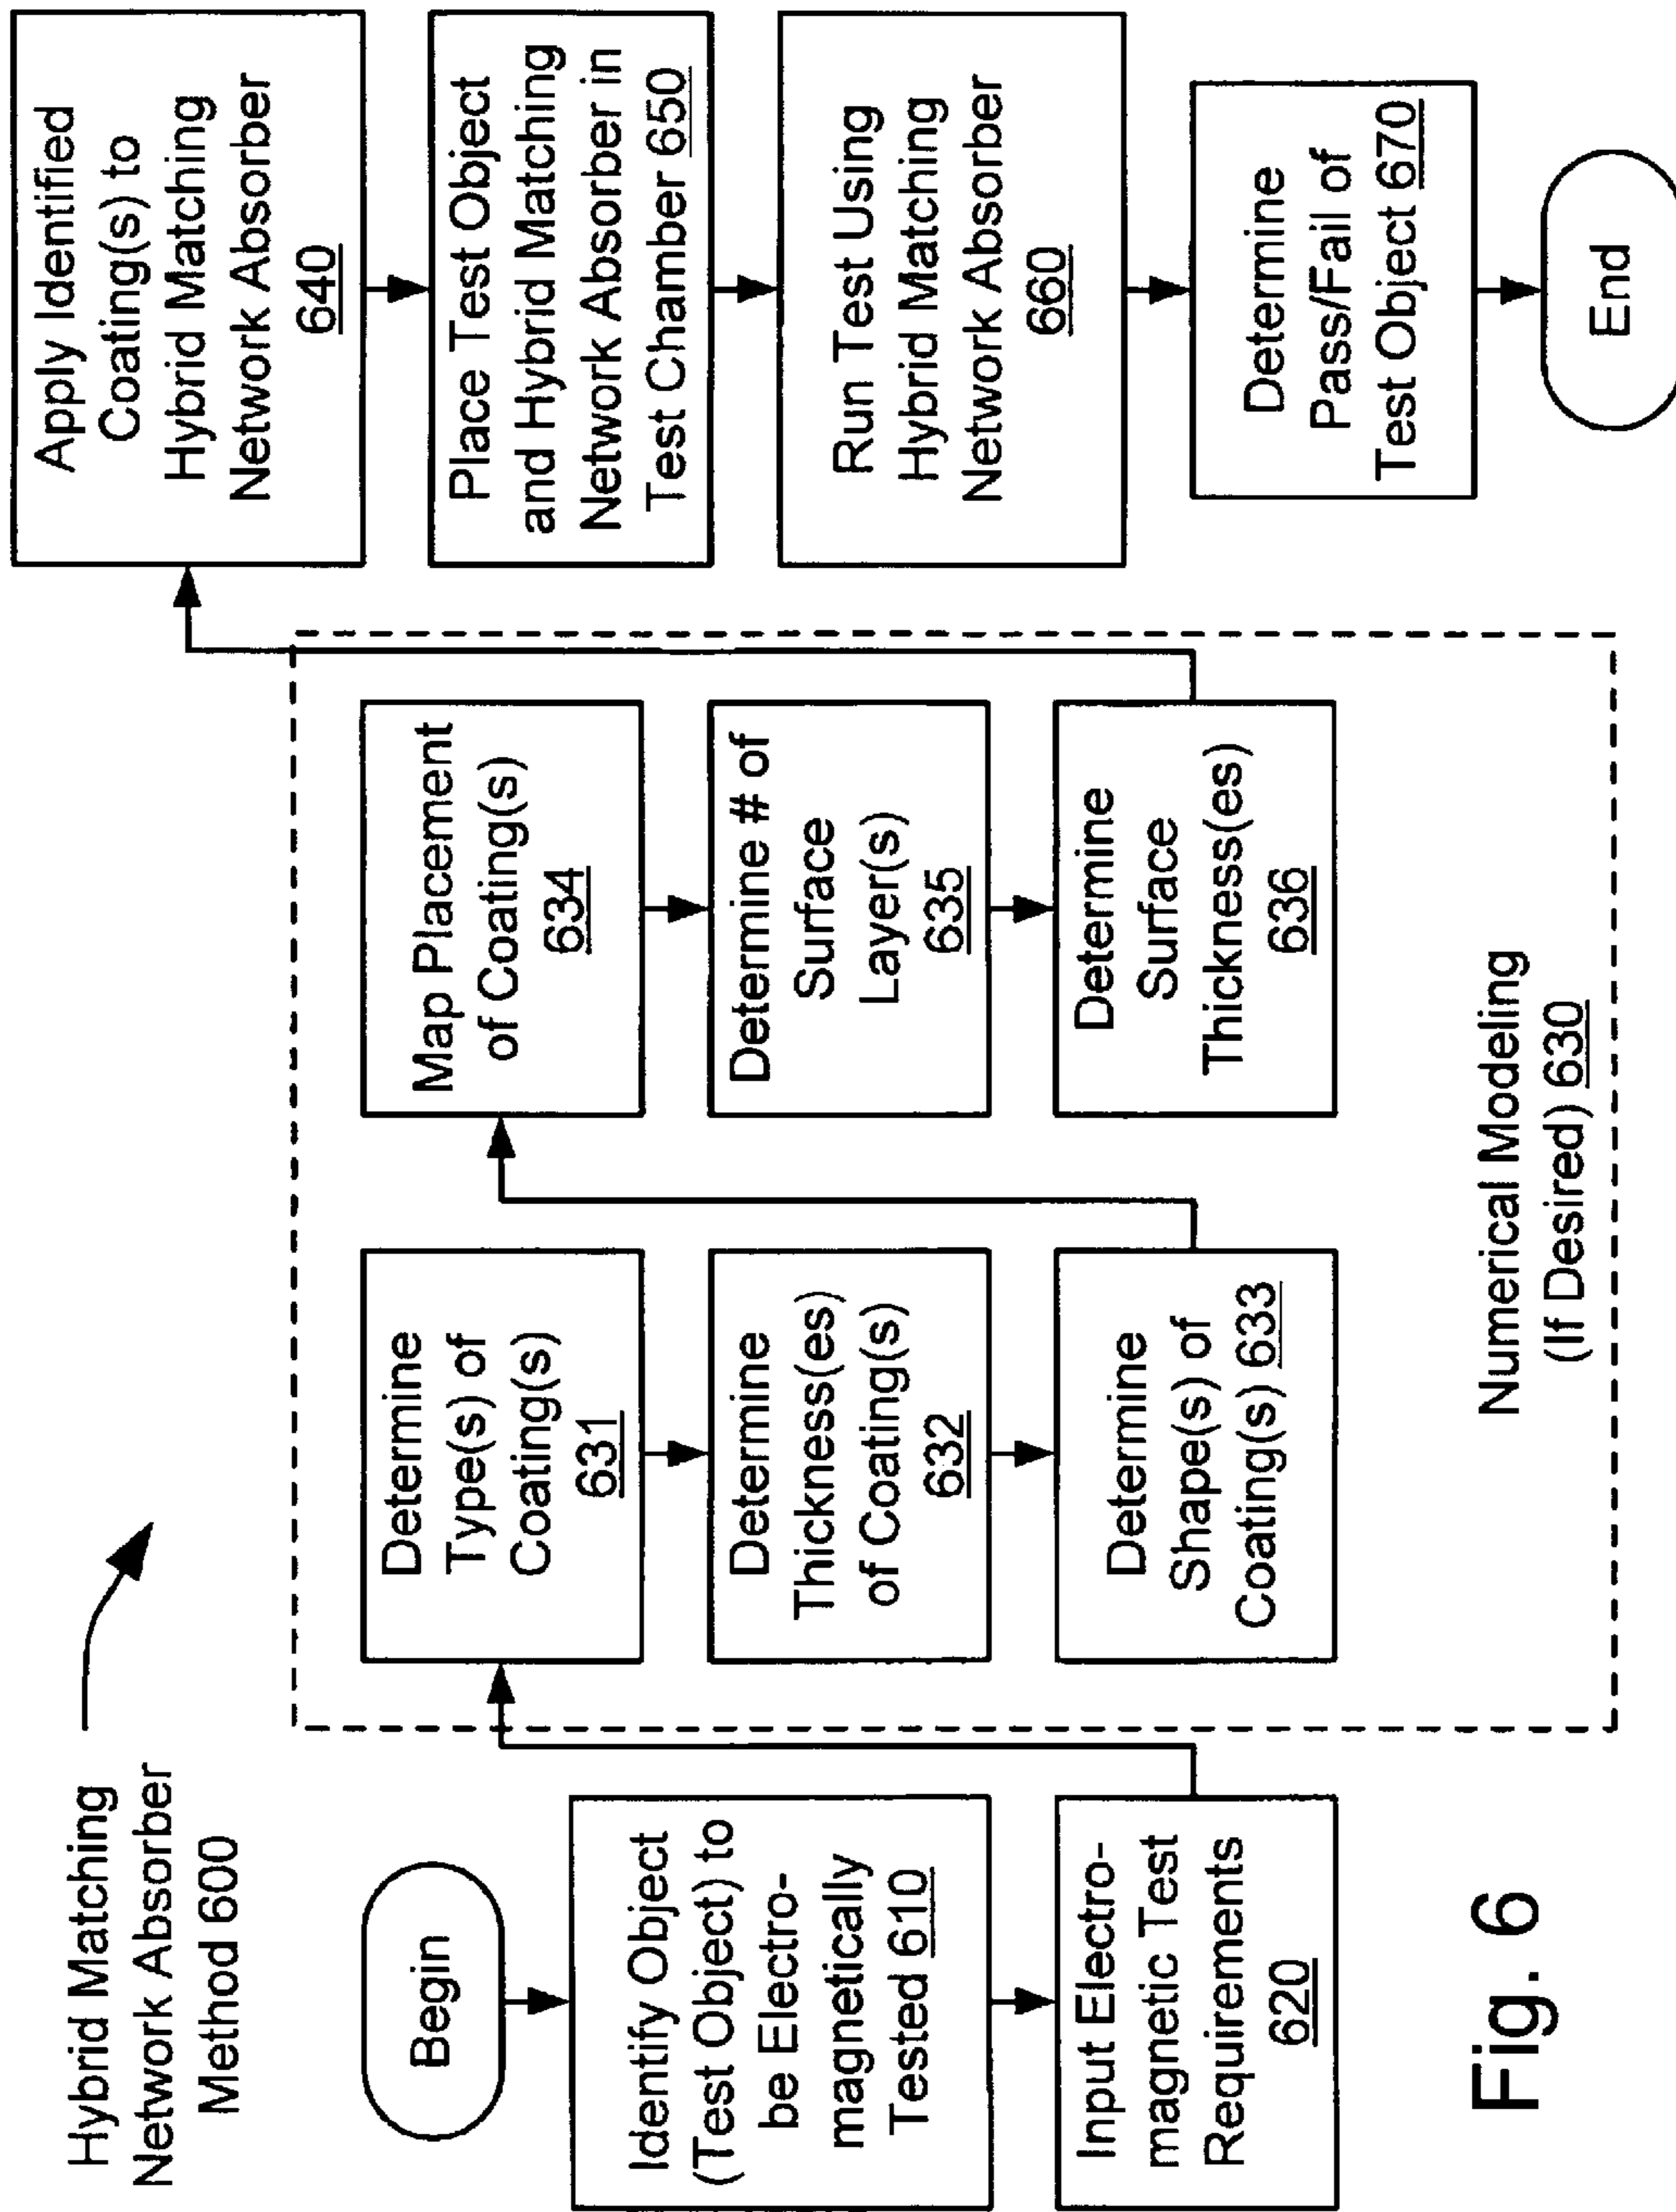 Hybrid Matching
Network Absorber
Method 600
Begin
Identify Object
(Test Object) to
be Electro-
magnetically
Tested 610
Input Electro-
magnetic Test
Requirements
620
Determine
Type(s) of
Coating(s)
631
Determine
Thickness(es)
of Coating(s)
632
Determine
Shape(s) of
Coating(s) 633
Map Placement
of Coating(s)
634
Determine # of
Surface
Layer(s)
635
Determine
Surface
Thickness(es)
636
Numerical Modeling
(If Desired) 630
Apply Identified
Coating(s) to
Hybrid Matching
Network Absorber
640
Place Test Object
and Hybrid Matching
Network Absorber in
Test Chamber 650
Run Test Using
Hybrid Matching
Network Absorber
660
Determine
Pass/Fail of
Test Object 670
End
Fig. 6